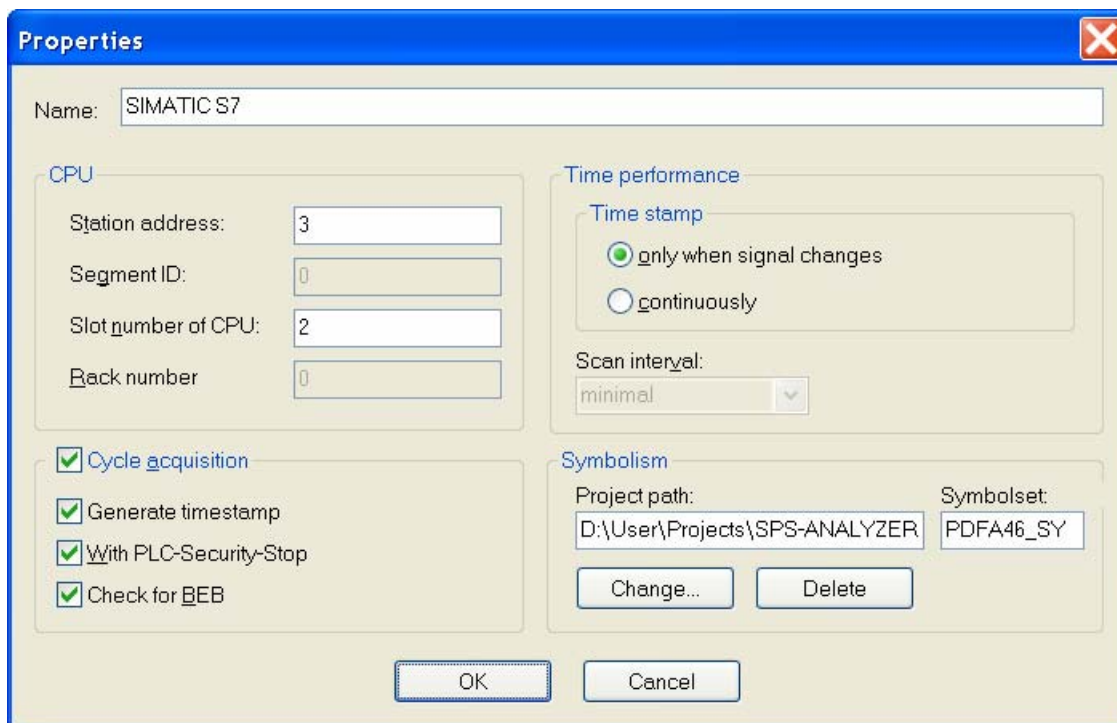 Properties
Name: SIMATIC S7
CPU
Station address: 3
Segment ID: 0
Slot number of CPU: 2
Rack number 0
Time performance
Time stamp
only when signal changes
continuously
Scan interval:
minimal
Cycle acquisition
Generate timestamp
With PLC-Security-Stop
Check for BEB
Symbolism
Project path: Symbolset:
D:\User\Projects\SPS-ANALYZER PDFA46_SY
Change... Delete
OK Cancel